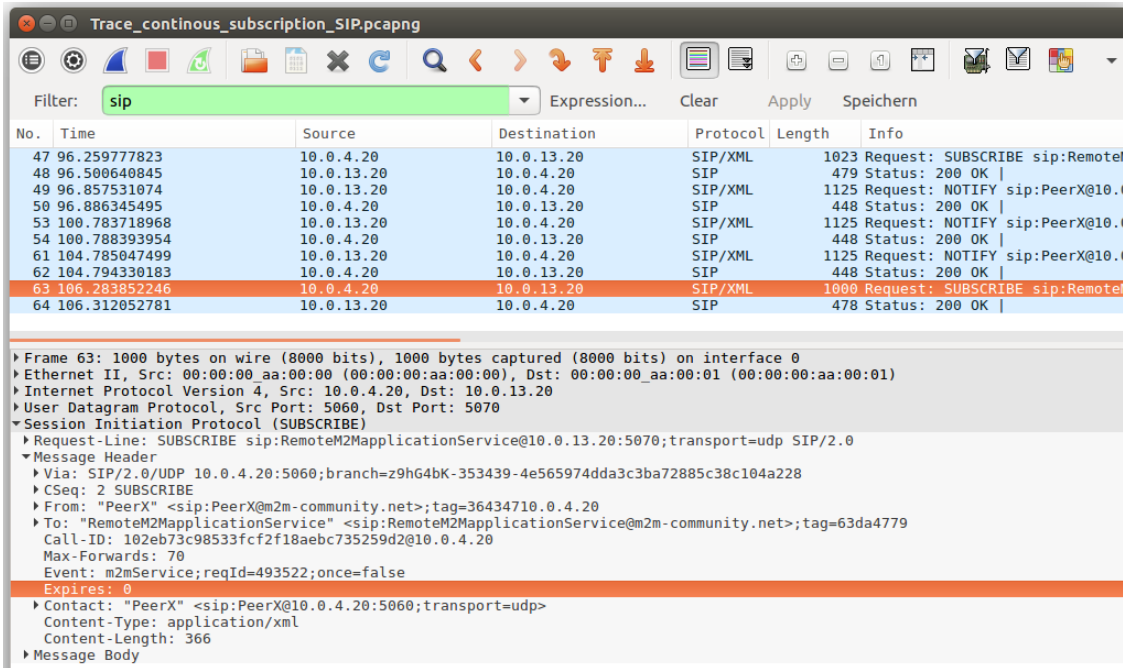 Trace_continous_subscription_SIP.pcapng
Filter: sip Expression... Clear Apply Speichern
No. Time Source Destination Protocol Length Info
47 96.259777823 10.0.4.20 10.0.13.20 SIP/XML 1023 Request: SUBSCRIBE sip:Remote
48 96.500640845 10.0.13.20 10.0.4.20 SIP 479 Status: 200 OK |
49 96.857531074 10.0.13.20 10.0.4.20 SIP/XML 1125 Request: NOTIFY sip:PeerX@10.
50 96.886345495 10.0.4.20 10.0.13.20 SIP 448 Status: 200 OK |
53 100.783718968 10.0.13.20 10.0.4.20 SIP/XML 1125 Request: NOTIFY sip:PeerX@10.
54 100.788393954 10.0.4.20 10.0.13.20 SIP 448 Status: 200 OK |
61 104.785047499 10.0.13.20 10.0.4.20 SIP/XML 1125 Request: NOTIFY sip:PeerX@10.
62 104.794330183 10.0.4.20 10.0.13.20 SIP 448 Status: 200 OK |
63 106.283852246 10.0.4.20 10.0.13.20 SIP/XML 1000 Request: SUBSCRIBE sip:Remote
64 106.312052781 10.0.13.20 10.0.4.20 SIP 478 Status: 200 OK |
Frame 63: 1000 bytes on wire (8000 bits), 1000 bytes captured (8000 bits) on interface 0
Ethernet II, Src: 00:00:00_aa:00:00 (00:00:00:aa:00:00), Dst: 00:00:00_aa:00:01 (00:00:00:aa:00:01)
Internet Protocol Version 4, Src: 10.0.4.20, Dst: 10.0.13.20
User Datagram Protocol, Src Port: 5060, Dst Port: 5070
Session Initiation Protocol (SUBSCRIBE)
Request-Line: SUBSCRIBE sip:RemoteM2MapplicationService@10.0.13.20:5070;transport=udp SIP/2.0
Message Header
Via: SIP/2.0/UDP 10.0.4.20:5060;branch=z9hG4bK-353439-4e565974dda3c3ba72885c38c104a228
CSeq: 2 SUBSCRIBE
From: "PeerX" <sip:PeerX@m2m-community.net>;tag=36434710.0.4.20
To: "RemoteM2MapplicationService" <sip:RemoteM2MapplicationService@m2m-community.net>;tag=63da4779
Call-ID: 102eb73c98533fcf2f18aebc735259d2@10.0.4.20
Max-Forwards: 70
Event: m2mService;reqId=493522;once=false
Expires: 0
Contact: "PeerX" <sip:PeerX@10.0.4.20:5060;transport=udp>
Content-Type: application/xml
Content-Length: 366
Message Body